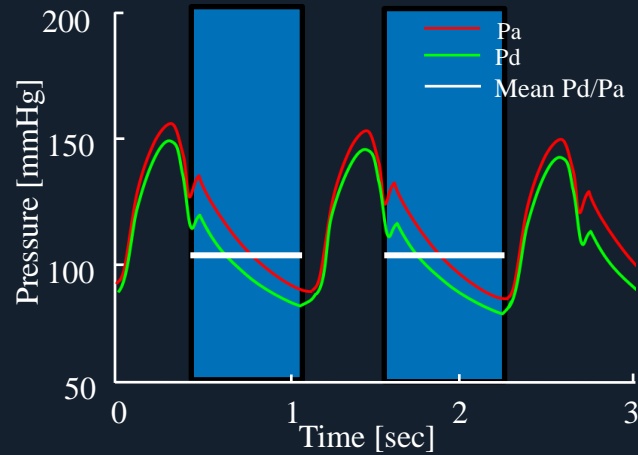 200
150
100
50
Pressure [mmHg]
Pa
Pd
Mean Pd/Pa
0 1 2 3
Time [sec]